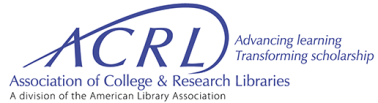 ACRL
Advancing learning
Transforming scholarship
Association of College & Research Libraries
A division of the American Library Association